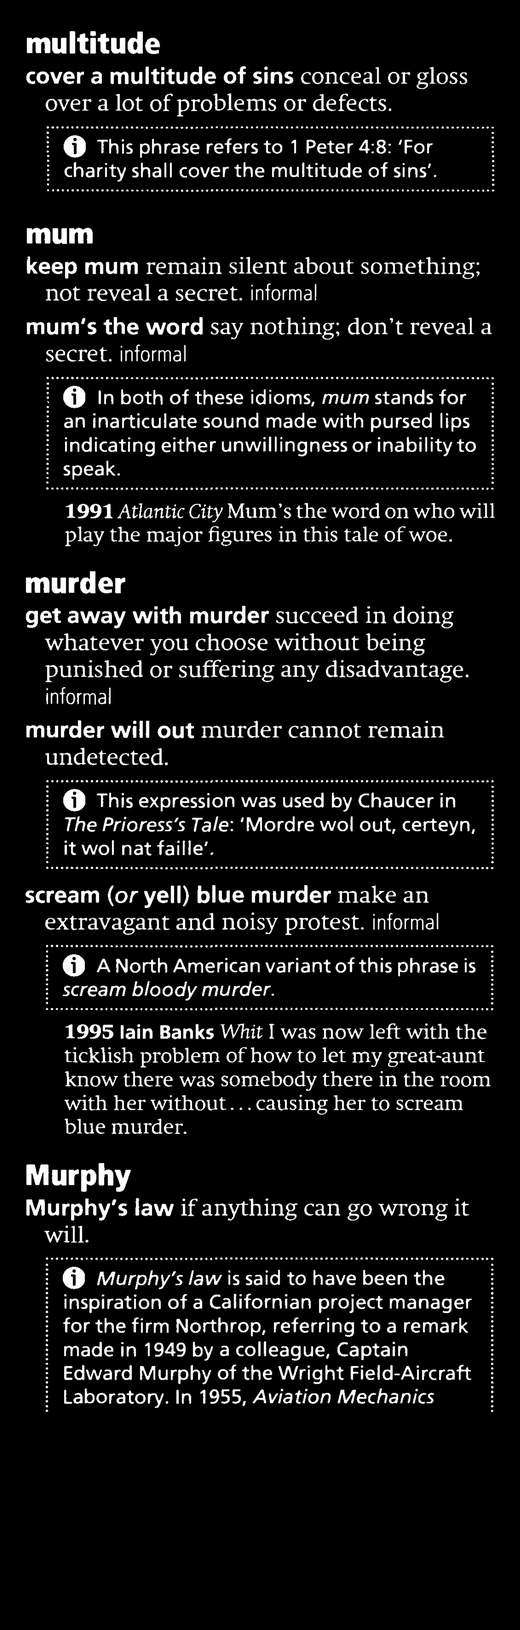 multitude
cover a multitude of sins conceal or gloss
over a lot of problems or defects.
This phrase refers to 1 Peter 4:8: ‘For
charity shall cover the multitude of sins’.
mum
keep mum remain silent about something;
not reveal a secret. informal
mum’s the word say nothing; don’t reveal a
secret. informal
In both of these idioms, mum stands for
an inarticulate sound made with pursed lips
indicating either unwillingness or inability to
speak.
1991 Atlantic City Mum’s the word on who will
play the major figures in this tale of woe.
murder
get away with murder succeed in doing
whatever you choose without being
punished or suffering any disadvantage.
informal
murder will out murder cannot remain
undetected.
This expression was used by Chaucer in
The Prioress’s Tale: ‘Mordre wol out, certeyn,
it wol nat faille’.
scream (or yell) blue murder make an
extravagant and noisy protest. informal
A North American variant of this phrase is
scream bloody murder.
1995 Iain Banks Whit I was now left with the
ticklish problem of how to let my great-aunt
know there was somebody there in the room
with her without... causing her to scream
blue murder.
Murphy
Murphy’s law if anything can go wrong it
will.
Murphy’s law is said to have been the
inspiration of a Californian project manager
for the firm Northrop, referring to a remark
made in 1949 by a colleague, Captain
Edward Murphy of the Wright Field-Aircraft
Laboratory. In 1955, Aviation Mechanics